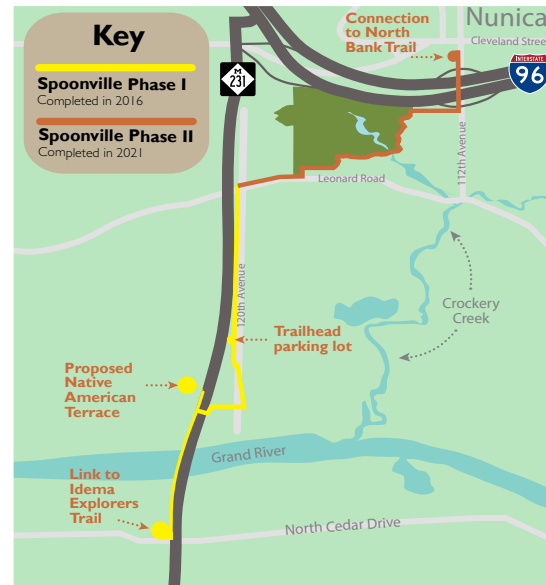 Key
Spoonville Phase I
Completed in 2016
Spoonville Phase II
Completed in 2021
M
231
Connection
to North
Bank Trail
Nunica
Cleveland Stree
INTERSTATE
96
112th Avenue
Leonard Road
120th Avenue
Crockery
Creek
Trailhead
parking lot
Proposed
Native
American
Terrace
Grand River
Link to
Idema
Explorers
Trail
North Cedar Drive